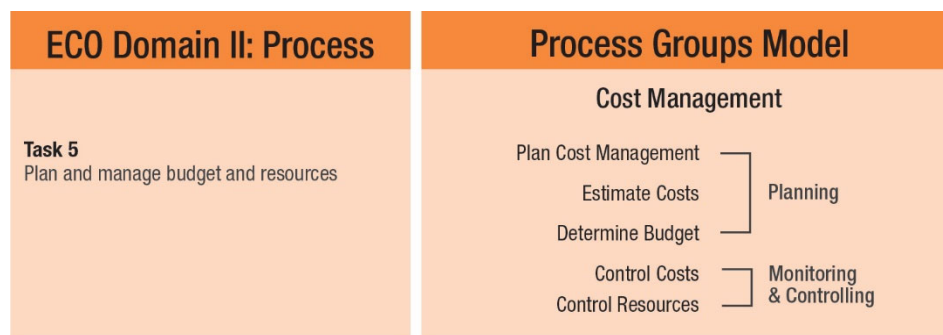 ECO Domain II: Process
Task 5
Plan and manage budget and resources
Process Groups Model
Cost Management
Plan Cost Management
Estimate Costs
Determine Budget
Planning
Control Costs
Control Resources
Monitoring
& Controlling